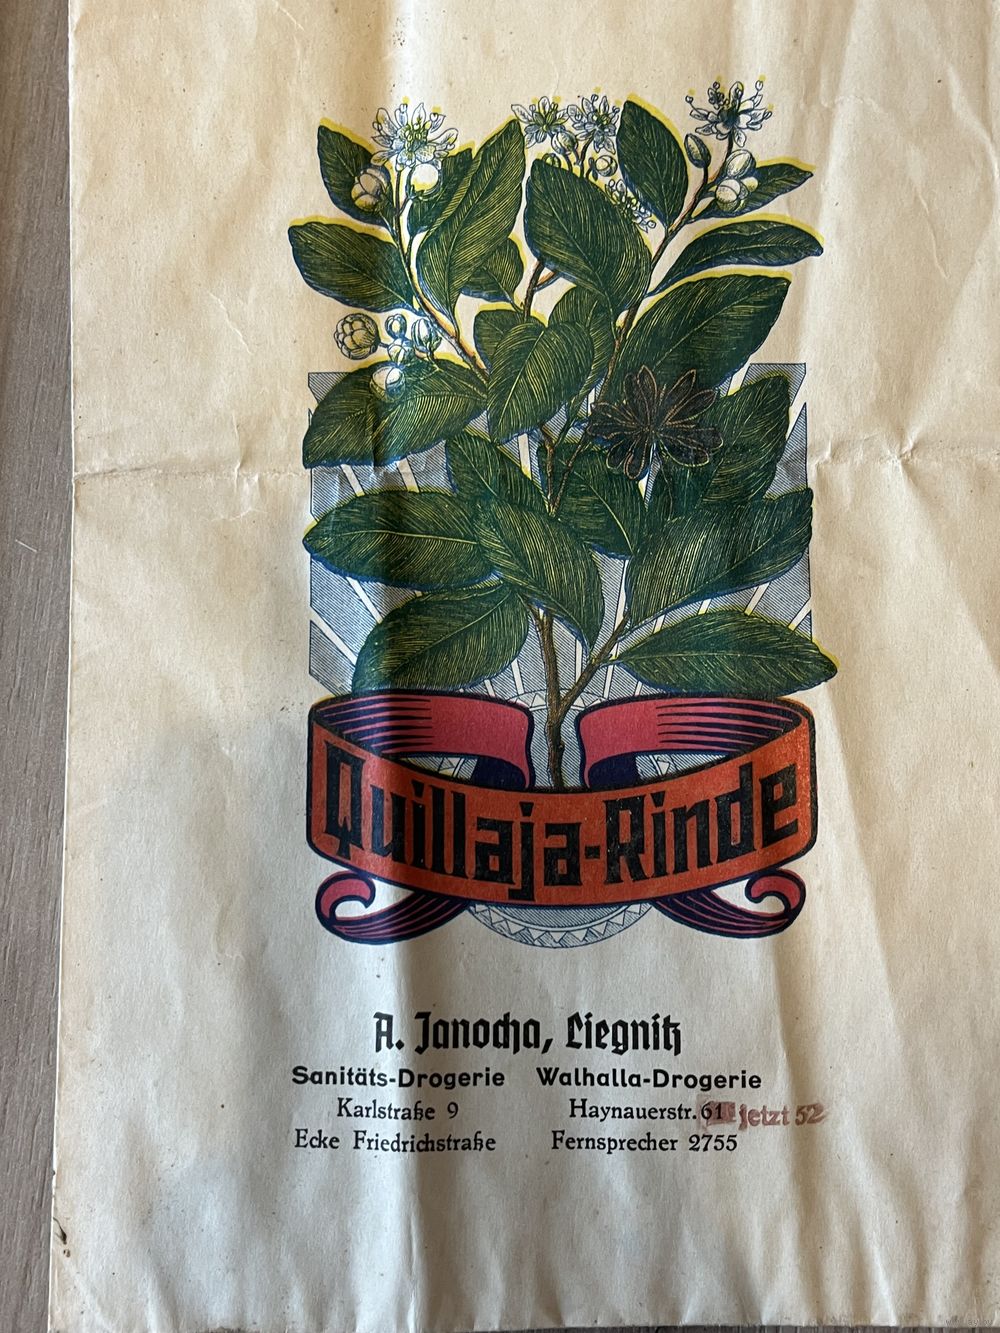 Quillaja-Rinde
A. Janocha, Liegnitz
Sanitäts-Drogerie Walhalla-Drogerie
Karlstraße 9 Haynauerstr. 61 jetzt 52
Ecke Friedrichstraße Fernsprecher 2755